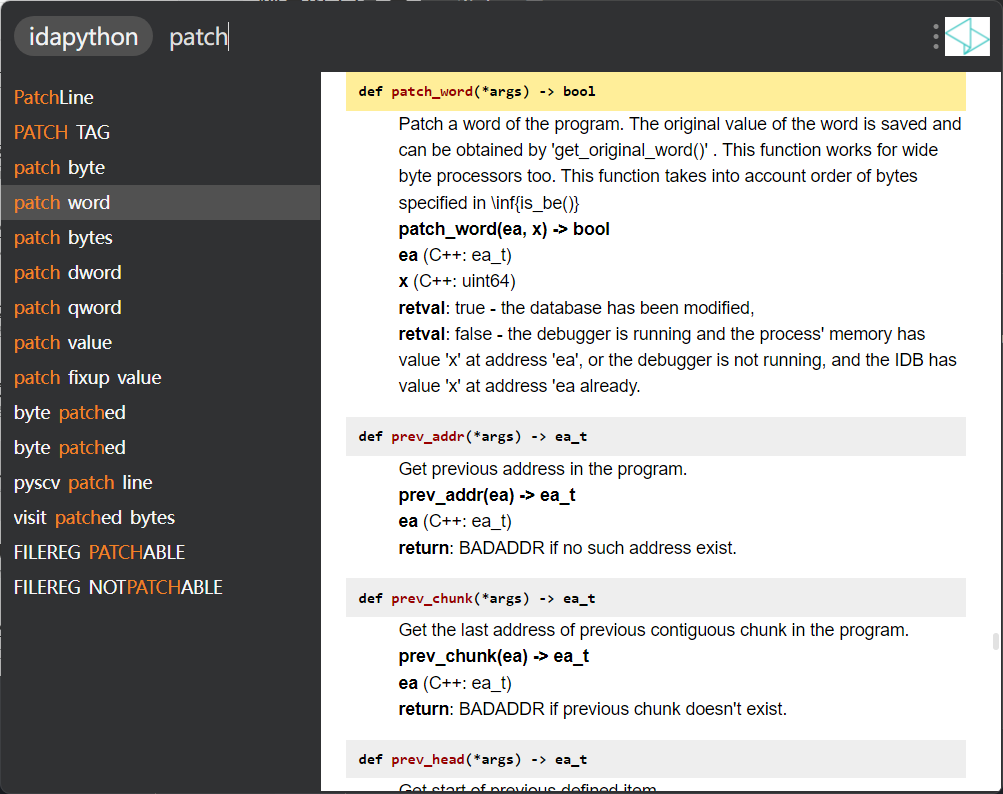 idapython patch
PatchLine
PATCH TAG
patch byte
patch word
patch bytes
patch dword
patch qword
patch value
patch fixup value
byte patched
byte patched
pyscv patch line
visit patched bytes
FILEREG PATCHABLE
FILEREG NOTPATCHABLE
def patch_word(*args) -> bool
Patch a word of the program. The original value of the word is saved and
can be obtained by 'get_original_word()' . This function works for wide
byte processors too. This function takes into account order of bytes
specified in \inf{is_be()}
patch_word(ea, x) -> bool
ea (C++: ea_t)
x (C++: uint64)
retval: true - the database has been modified,
retval: false - the debugger is running and the process' memory has
value 'x' at address 'ea', or the debugger is not running, and the IDB has
value 'x' at address 'ea already.
def prev_addr(*args) -> ea_t
Get previous address in the program.
prev_addr(ea) -> ea_t
ea (C++: ea_t)
return: BADADDR if no such address exist.
def prev_chunk(*args) -> ea_t
Get the last address of previous contiguous chunk in the program.
prev_chunk(ea) -> ea_t
ea (C++: ea_t)
return: BADADDR if previous chunk doesn't exist.
def prev_head(*args) -> ea_t
Get start of previous defined item